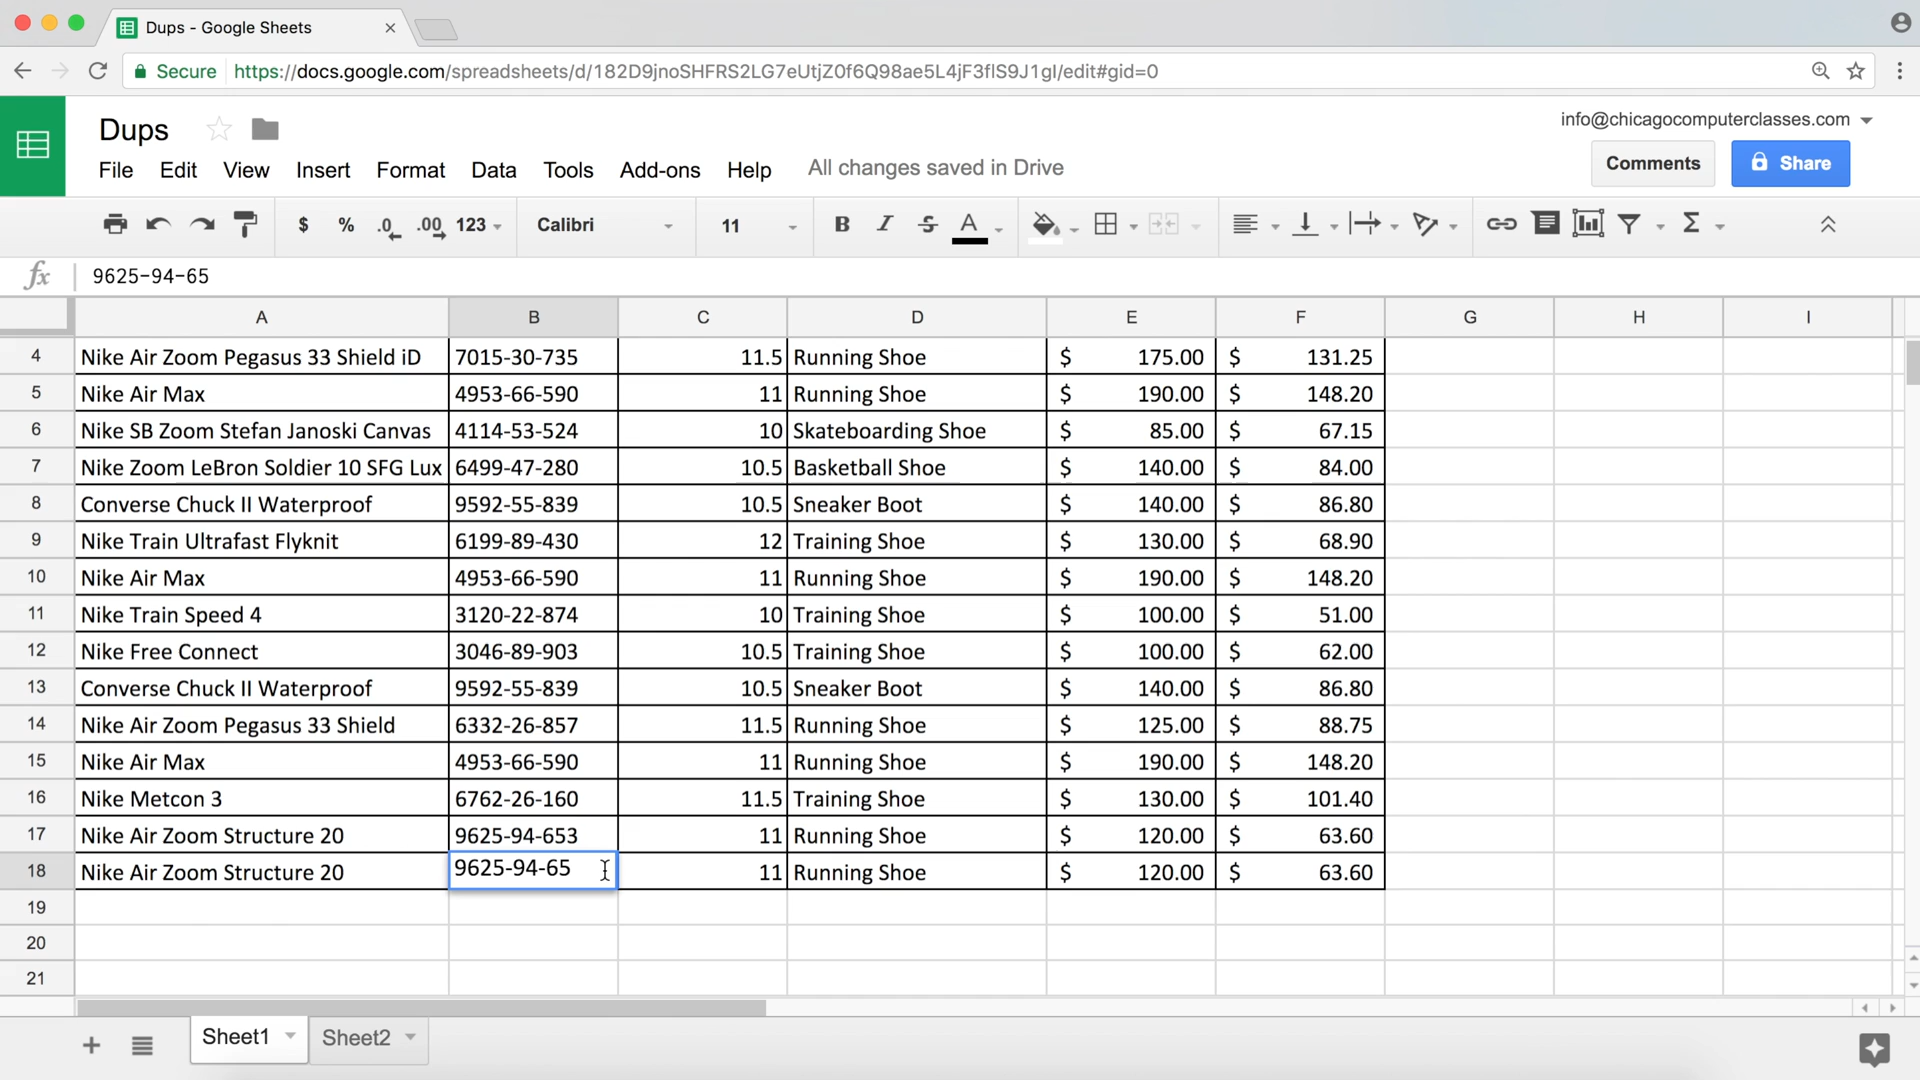 Dups - Google Sheets
Secure https://docs.google.com/spreadsheets/d/182D9jnoSHFRS2LG7eUtjZ0f6Q98ae5L4jF3fIS9J1gI/edit#gid=0
Dups
info@chicagocomputerclasses.com
File Edit View Insert Format Data Tools Add-ons Help All changes saved in Drive
Comments Share
$ % .0 .00 123 Calibri 11 B I S A Σ
fx 9625-94-65
A B C D E F G H I
4 Nike Air Zoom Pegasus 33 Shield iD 7015-30-735 11.5 Running Shoe $ 175.00 $ 131.25
5 Nike Air Max 4953-66-590 11 Running Shoe $ 190.00 $ 148.20
6 Nike SB Zoom Stefan Janoski Canvas 4114-53-524 10 Skateboarding Shoe $ 85.00 $ 67.15
7 Nike Zoom LeBron Soldier 10 SFG Lux 6499-47-280 10.5 Basketball Shoe $ 140.00 $ 84.00
8 Converse Chuck II Waterproof 9592-55-839 10.5 Sneaker Boot $ 140.00 $ 86.80
9 Nike Train Ultrafast Flyknit 6199-89-430 12 Training Shoe $ 130.00 $ 68.90
10 Nike Air Max 4953-66-590 11 Running Shoe $ 190.00 $ 148.20
11 Nike Train Speed 4 3120-22-874 10 Training Shoe $ 100.00 $ 51.00
12 Nike Free Connect 3046-89-903 10.5 Training Shoe $ 100.00 $ 62.00
13 Converse Chuck II Waterproof 9592-55-839 10.5 Sneaker Boot $ 140.00 $ 86.80
14 Nike Air Zoom Pegasus 33 Shield 6332-26-857 11.5 Running Shoe $ 125.00 $ 88.75
15 Nike Air Max 4953-66-590 11 Running Shoe $ 190.00 $ 148.20
16 Nike Metcon 3 6762-26-160 11.5 Training Shoe $ 130.00 $ 101.40
17 Nike Air Zoom Structure 20 9625-94-653 11 Running Shoe $ 120.00 $ 63.60
18 Nike Air Zoom Structure 20 9625-94-65 11 Running Shoe $ 120.00 $ 63.60
19
20
21
Sheet1 Sheet2